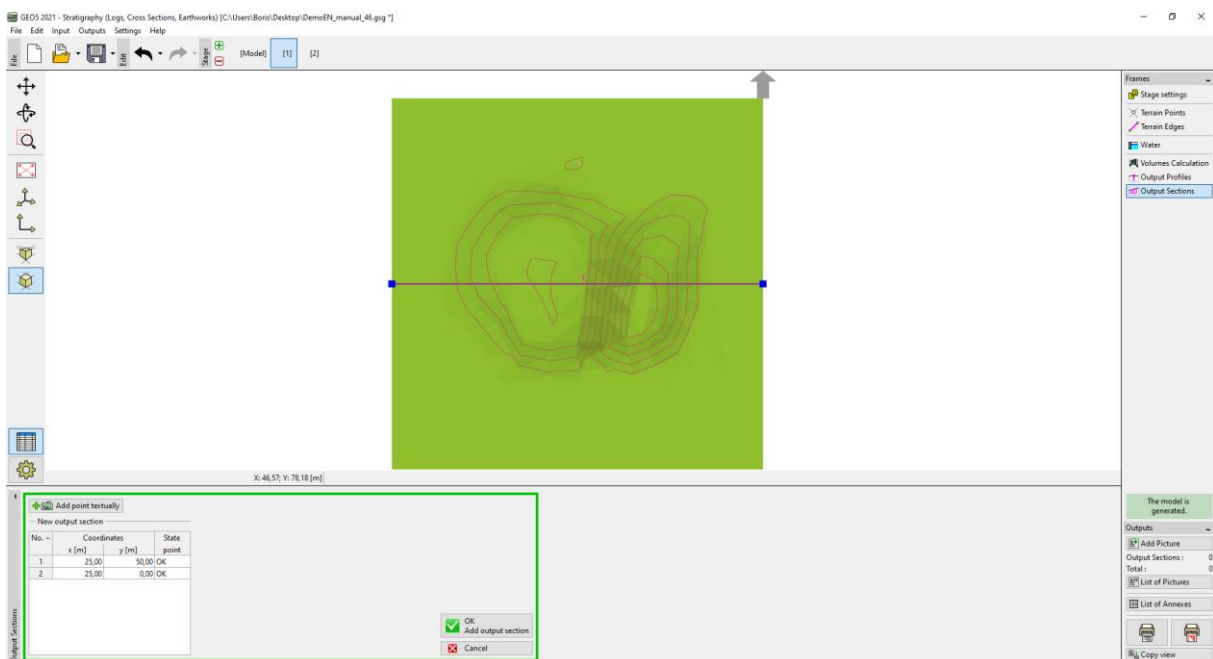 GEO5 2021 - Stratigraphy (Logs, Cross Sections, Earthworks) [C:\Users\Boris\Desktop\DemoEN_manual_46.gsg *]
File Edit Input Outputs Settings Help
File Edit Stage [Model] [1] [2]
Frames
Stage settings
Terrain Points
Terrain Edges
Water
Volumes Calculation
Output Profiles
Output Sections
1
X: 46,57; Y: 78,18 [m]
Output Sections
Add point textually
New output section
No. Coordinates State
x [m] y [m] point
1 25,00 50,00 OK
2 25,00 0,00 OK
OK
Add output section
Cancel
The model is
generated.
Outputs
Add Picture
Output Sections : 0
Total : 0
List of Pictures
List of Annexes
Copy view